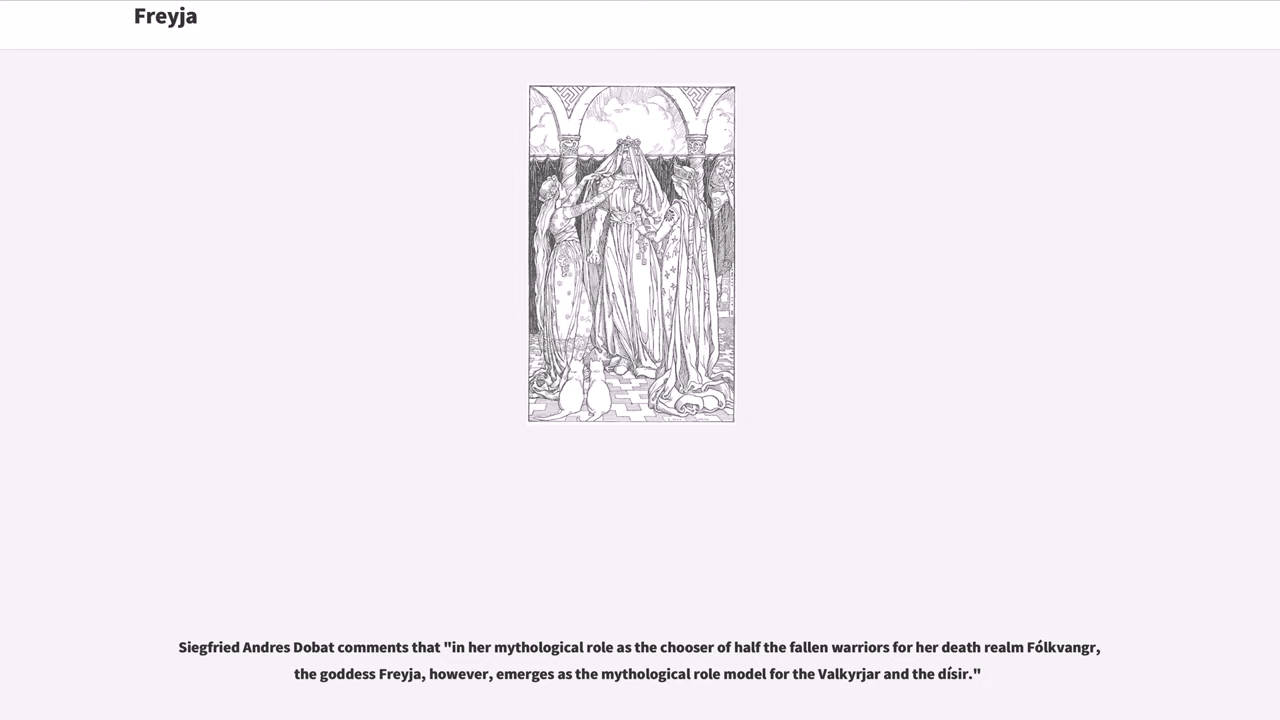 Freyja
Siegfried Andres Dobat comments that "in her mythological role as the chooser of half the fallen warriors for her death realm Fólkvangr,
the goddess Freyja, however, emerges as the mythological role model for the Valkyrjar and the dísir."